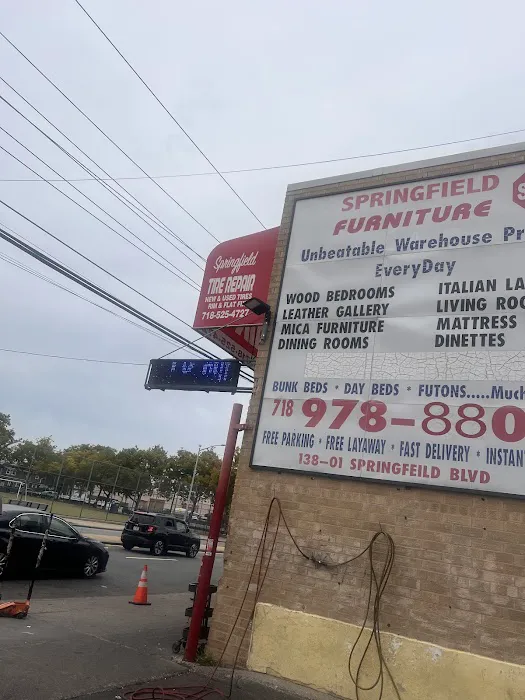 Springfield
TIRE REPAIR
NEW & USED TIRES
718-525-4727
SPRINGFIELD
FURNITURE
Unbeatable Warehouse Pr
EveryDay
WOOD BEDROOMS
LEATHER GALLERY
MICA FURNITURE
DINING ROOMS
ITALIAN LA
LIVING ROO
MATTRESS
DINETTES
BUNK BEDS • DAY BEDS • FUTONS.....Much
718 978-880
FREE PARKING • FREE LAYAWAY • FAST DELIVERY • INSTAN
138-01 SPRINGFEILD BLVD